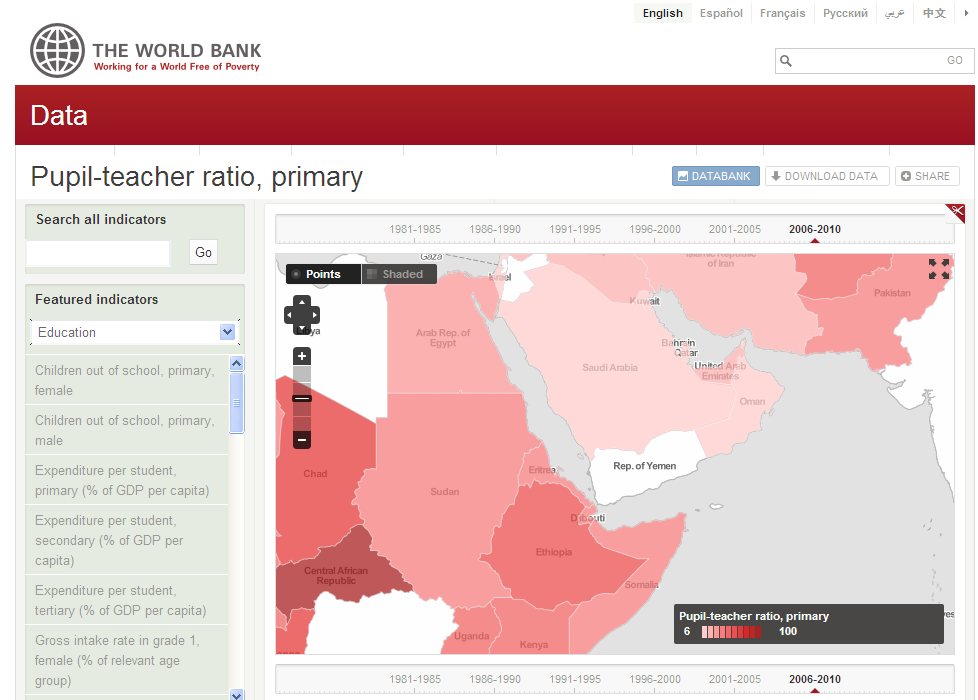 English Español Français Русский عربي 中文
THE WORLD BANK
Working for a World Free of Poverty
GO
Data
Pupil-teacher ratio, primary
DATABANK DOWNLOAD DATA SHARE
Search all indicators
Go
Featured indicators
Education
Children out of school, primary,
female
Children out of school, primary,
male
Expenditure per student,
primary (% of GDP per capita)
Expenditure per student,
secondary (% of GDP per
capita)
Expenditure per student,
tertiary (% of GDP per capita)
Gross intake rate in grade 1,
female (% of relevant age
group)
1981-1985 1986-1990 1991-1995 1996-2000 2001-2005 2006-2010
Gaza
Points Shaded
Israel
Islamic Republic
of Iran
Pakistan
Kuwait
Libya
Arab Rep. of
Egypt
Bahrain
Qatar
Saudi Arabia
United Arab
Emirates
Oman
Rep. of Yemen
Chad
Eritrea
Sudan
Djibouti
Ethiopia
Central African
Republic
Somalia
Uganda
Kenya
Pupil-teacher ratio, primary
6 100
1981-1985 1986-1990 1991-1995 1996-2000 2001-2005 2006-2010